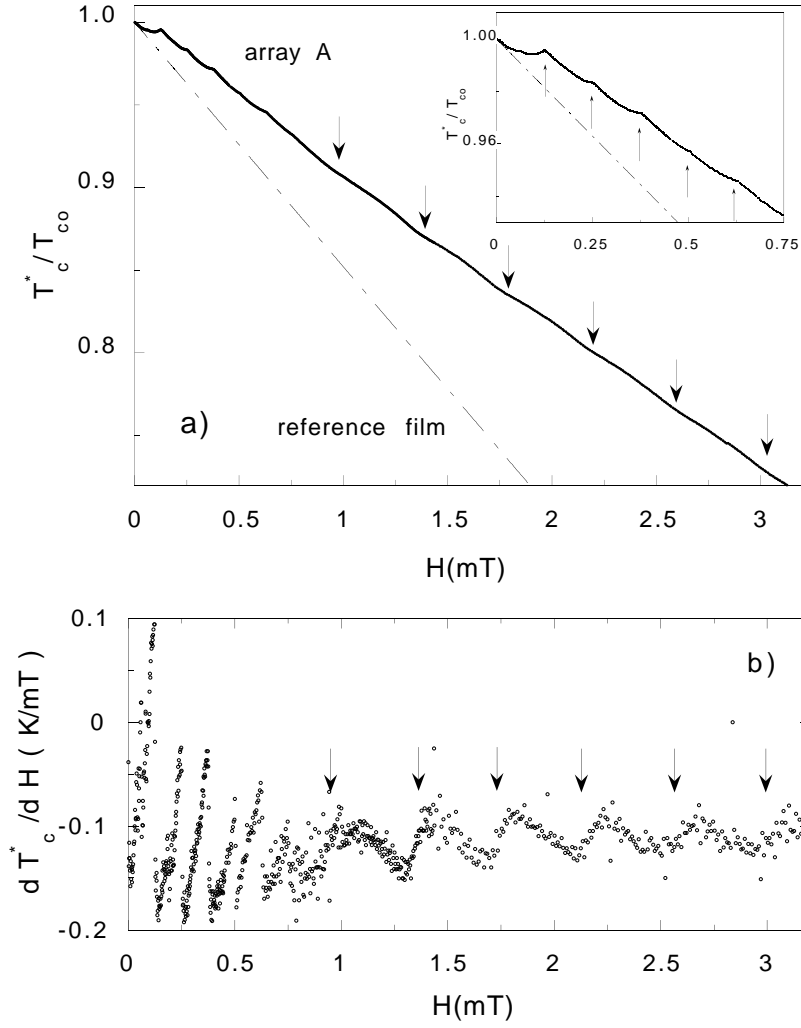 array A
T*c/Tco
1.0
0.9
0.8
a)
reference film
0 0.5 1 1.5 2 2.5 3
H(mT)
T*c/Tco
1.00
0.96
0 0.25 0.5 0.75
b)
d T*c/d H ( K/mT)
0.1
0
-0.1
-0.2
0 0.5 1 1.5 2 2.5 3
H(mT)